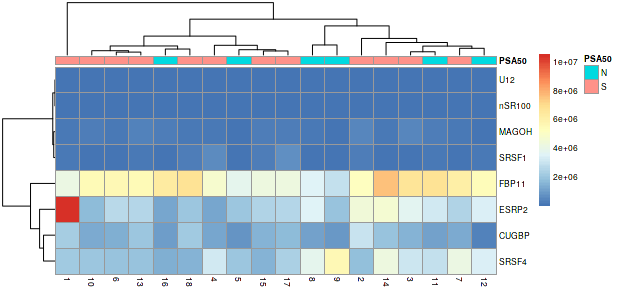 PSA50
U12
nSR100
MAGOH
SRSF1
FBP11
ESRP2
CUGBP
SRSF4
1 10 6 13 16 18 4 5 15 17 8 9 2 14 3 11 7 12
1e+07
8e+06
6e+06
4e+06
2e+06
PSA50
N
S